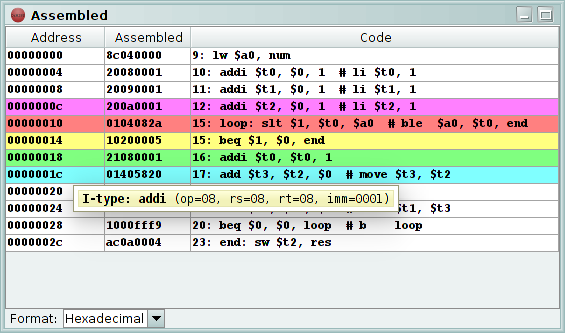 Assembled
Address Assembled Code
00000000 8c040000 9: lw $a0, num
00000004 20080001 10: addi $t0, $0, 1 # li $t0, 1
00000008 20090001 11: addi $t1, $0, 1 # li $t1, 1
0000000c 200a0001 12: addi $t2, $0, 1 # li $t2, 1
00000010 0104082a 15: loop: slt $1, $t0, $a0 # ble $a0, $t0, end
00000014 10200005 15: beq $1, $0, end
00000018 21080001 16: addi $t0, $t0, 1
0000001c 01405820 17: add $t3, $t2, $0 # move $t3, $t2
00000020
I-type: addi (op=08, rs=08, rt=08, imm=0001)
00000024 $t1, $t3
00000028 1000fff9 20: beq $0, $0, loop # b loop
0000002c ac0a0004 23: end: sw $t2, res
Format: Hexadecimal